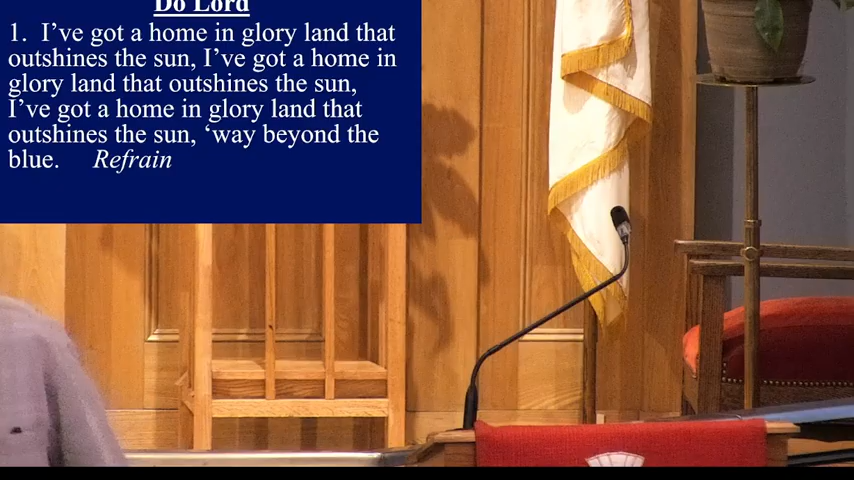 Do Lord
1. I’ve got a home in glory land that
outshines the sun, I’ve got a home in
glory land that outshines the sun,
I’ve got a home in glory land that
outshines the sun, ‘way beyond the
blue. Refrain